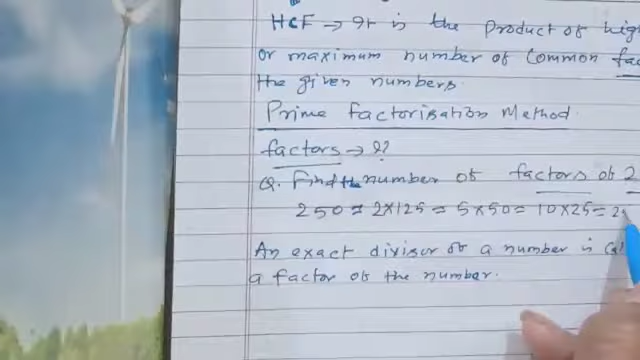 HCF → It is the product of
or maximum number of common
the given numbers.
Prime factorisation Method
factors → ??
Q. Find the number of factors of 2
250 = 2×125 = 5×50 = 10×25 = 2
An exact divisor of a number is
a factor of the number.